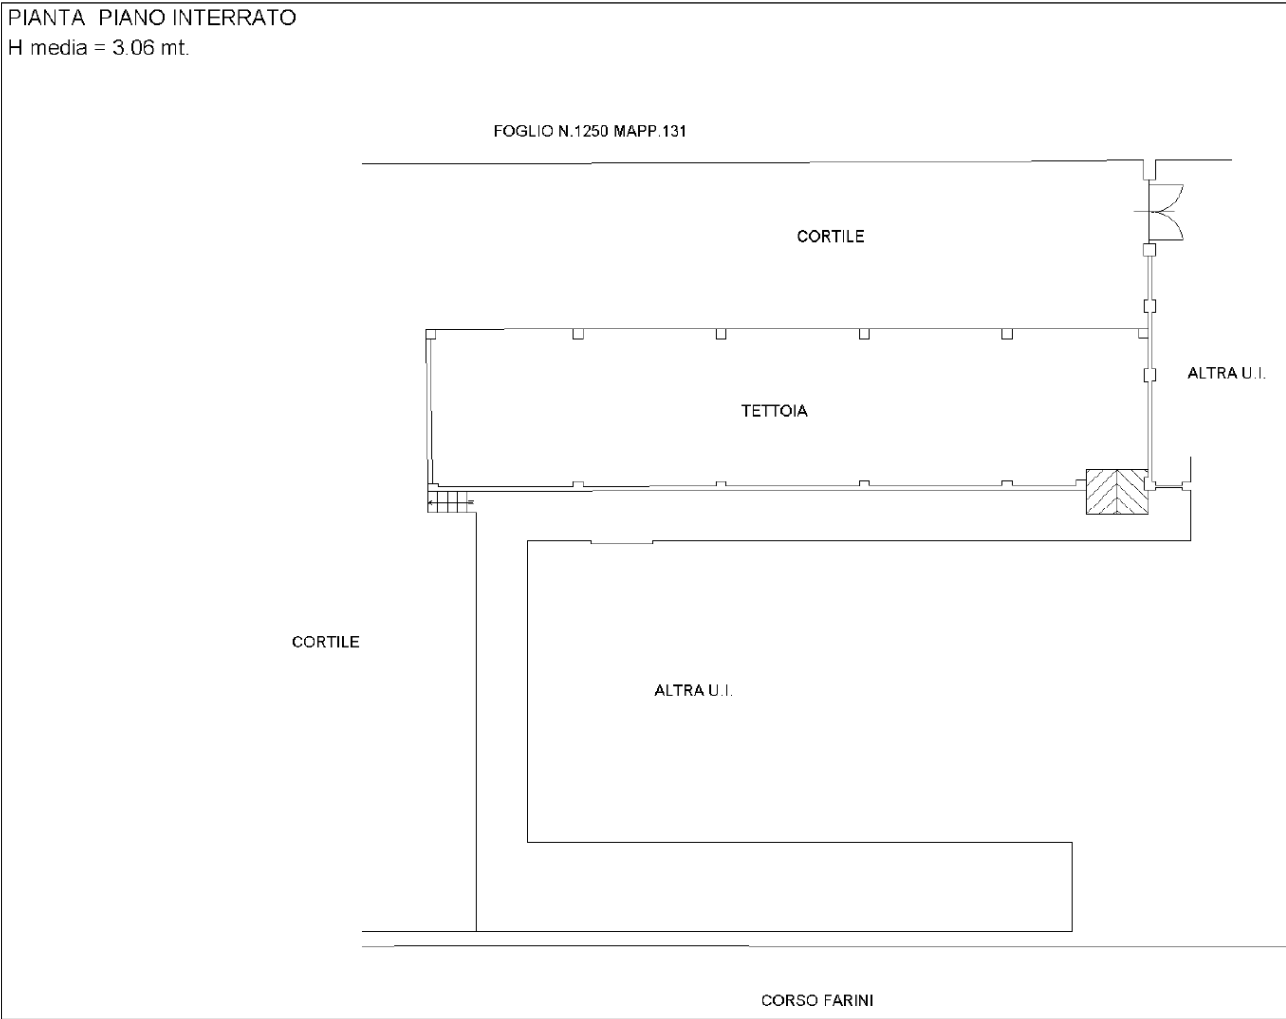 PIANTA PIANO INTERRATO
H media = 3.06 mt.
FOGLIO N.1250 MAPP.131
CORTILE
ALTRA U.I.
TETTOIA
CORTILE
ALTRA U.I.
CORSO FARINI